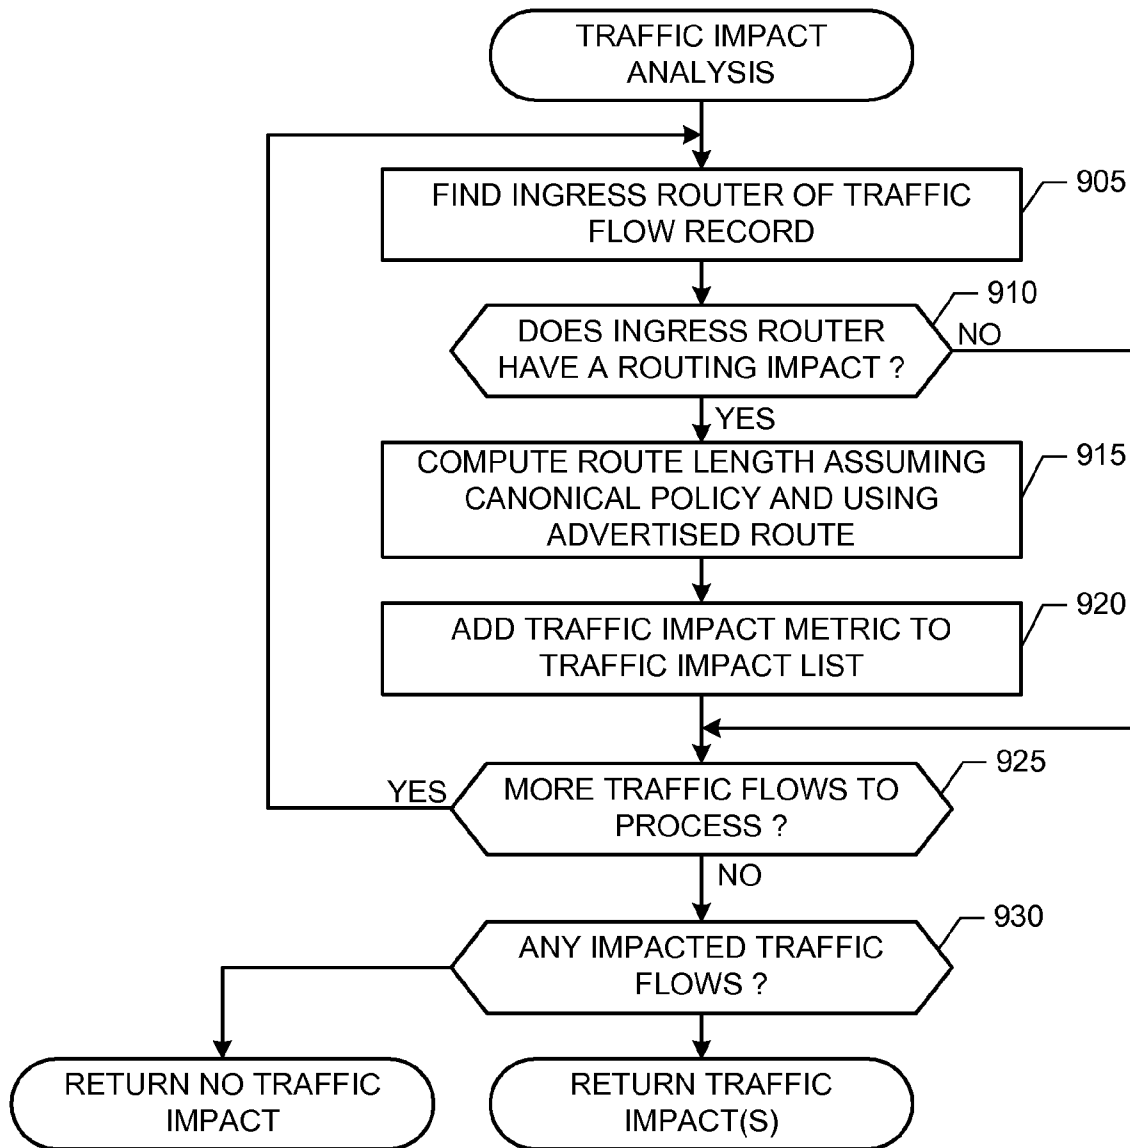 TRAFFIC IMPACT
ANALYSIS
FIND INGRESS ROUTER OF TRAFFIC
FLOW RECORD
905
DOES INGRESS ROUTER
HAVE A ROUTING IMPACT ?
910
NO
YES
COMPUTE ROUTE LENGTH ASSUMING
CANONICAL POLICY AND USING
ADVERTISED ROUTE
915
ADD TRAFFIC IMPACT METRIC TO
TRAFFIC IMPACT LIST
920
YES
MORE TRAFFIC FLOWS TO
PROCESS ?
925
NO
ANY IMPACTED TRAFFIC
FLOWS ?
930
RETURN NO TRAFFIC
IMPACT
RETURN TRAFFIC
IMPACT(S)